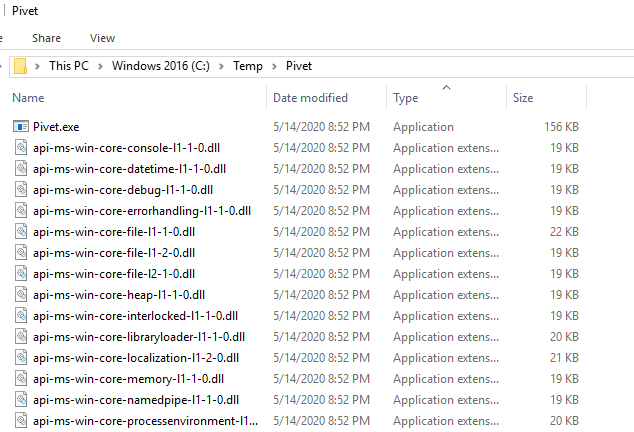 Pivet
Share View
This PC Windows 2016 (C:) Temp Pivet
Name Date modified Type Size
Pivet.exe 5/14/2020 8:52 PM Application 156 KB
api-ms-win-core-console-l1-1-0.dll 5/14/2020 8:52 PM Application extens... 19 KB
api-ms-win-core-datetime-l1-1-0.dll 5/14/2020 8:52 PM Application extens... 19 KB
api-ms-win-core-debug-l1-1-0.dll 5/14/2020 8:52 PM Application extens... 19 KB
api-ms-win-core-errorhandling-l1-1-0.dll 5/14/2020 8:52 PM Application extens... 19 KB
api-ms-win-core-file-l1-1-0.dll 5/14/2020 8:52 PM Application extens... 22 KB
api-ms-win-core-file-l1-2-0.dll 5/14/2020 8:52 PM Application extens... 19 KB
api-ms-win-core-file-l2-1-0.dll 5/14/2020 8:52 PM Application extens... 19 KB
api-ms-win-core-heap-l1-1-0.dll 5/14/2020 8:52 PM Application extens... 19 KB
api-ms-win-core-interlocked-l1-1-0.dll 5/14/2020 8:52 PM Application extens... 19 KB
api-ms-win-core-libraryloader-l1-1-0.dll 5/14/2020 8:52 PM Application extens... 20 KB
api-ms-win-core-localization-l1-2-0.dll 5/14/2020 8:52 PM Application extens... 21 KB
api-ms-win-core-memory-l1-1-0.dll 5/14/2020 8:52 PM Application extens... 19 KB
api-ms-win-core-namedpipe-l1-1-0.dll 5/14/2020 8:52 PM Application extens... 19 KB
api-ms-win-core-processenvironment-l1... 5/14/2020 8:52 PM Application extens... 20 KB